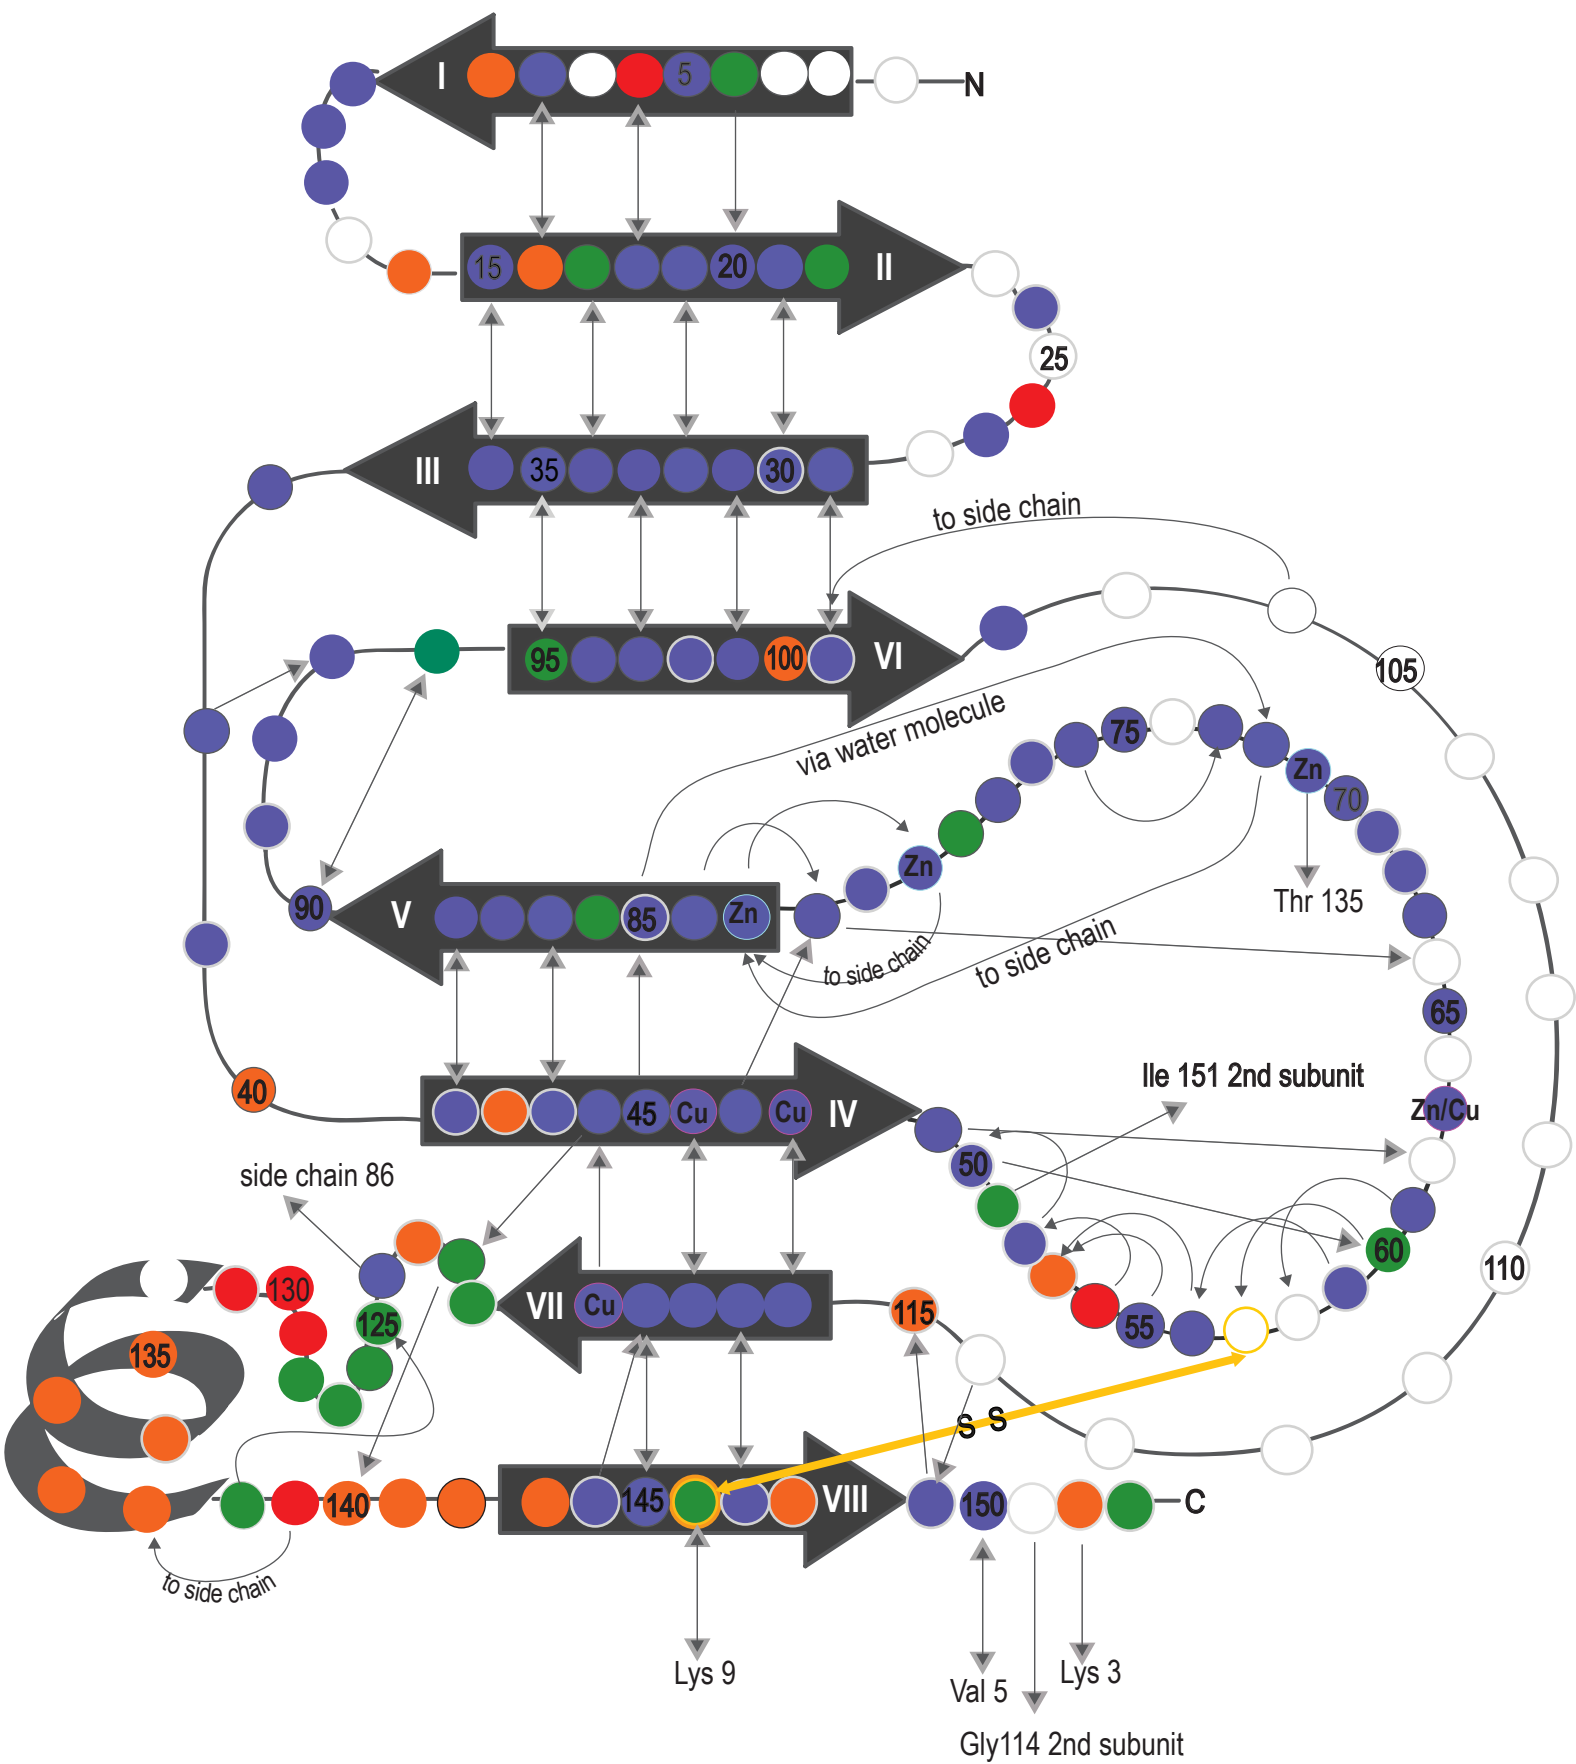 I
5
N
15
20
II
25
III
35
30
to side chain
95
100
VI
105
via water molecule
75
Zn
70
Zn
Thr 135
90
V
85
Zn
to side chain
to side chain
65
40
45
Cu
Cu
IV
Ile 151 2nd subunit
Zn/Cu
50
side chain 86
60
110
130
VII
Cu
115
125
55
135
S S
140
145
VIII
150
C
to side chain
Lys 9
Val 5
Lys 3
Gly114 2nd subunit